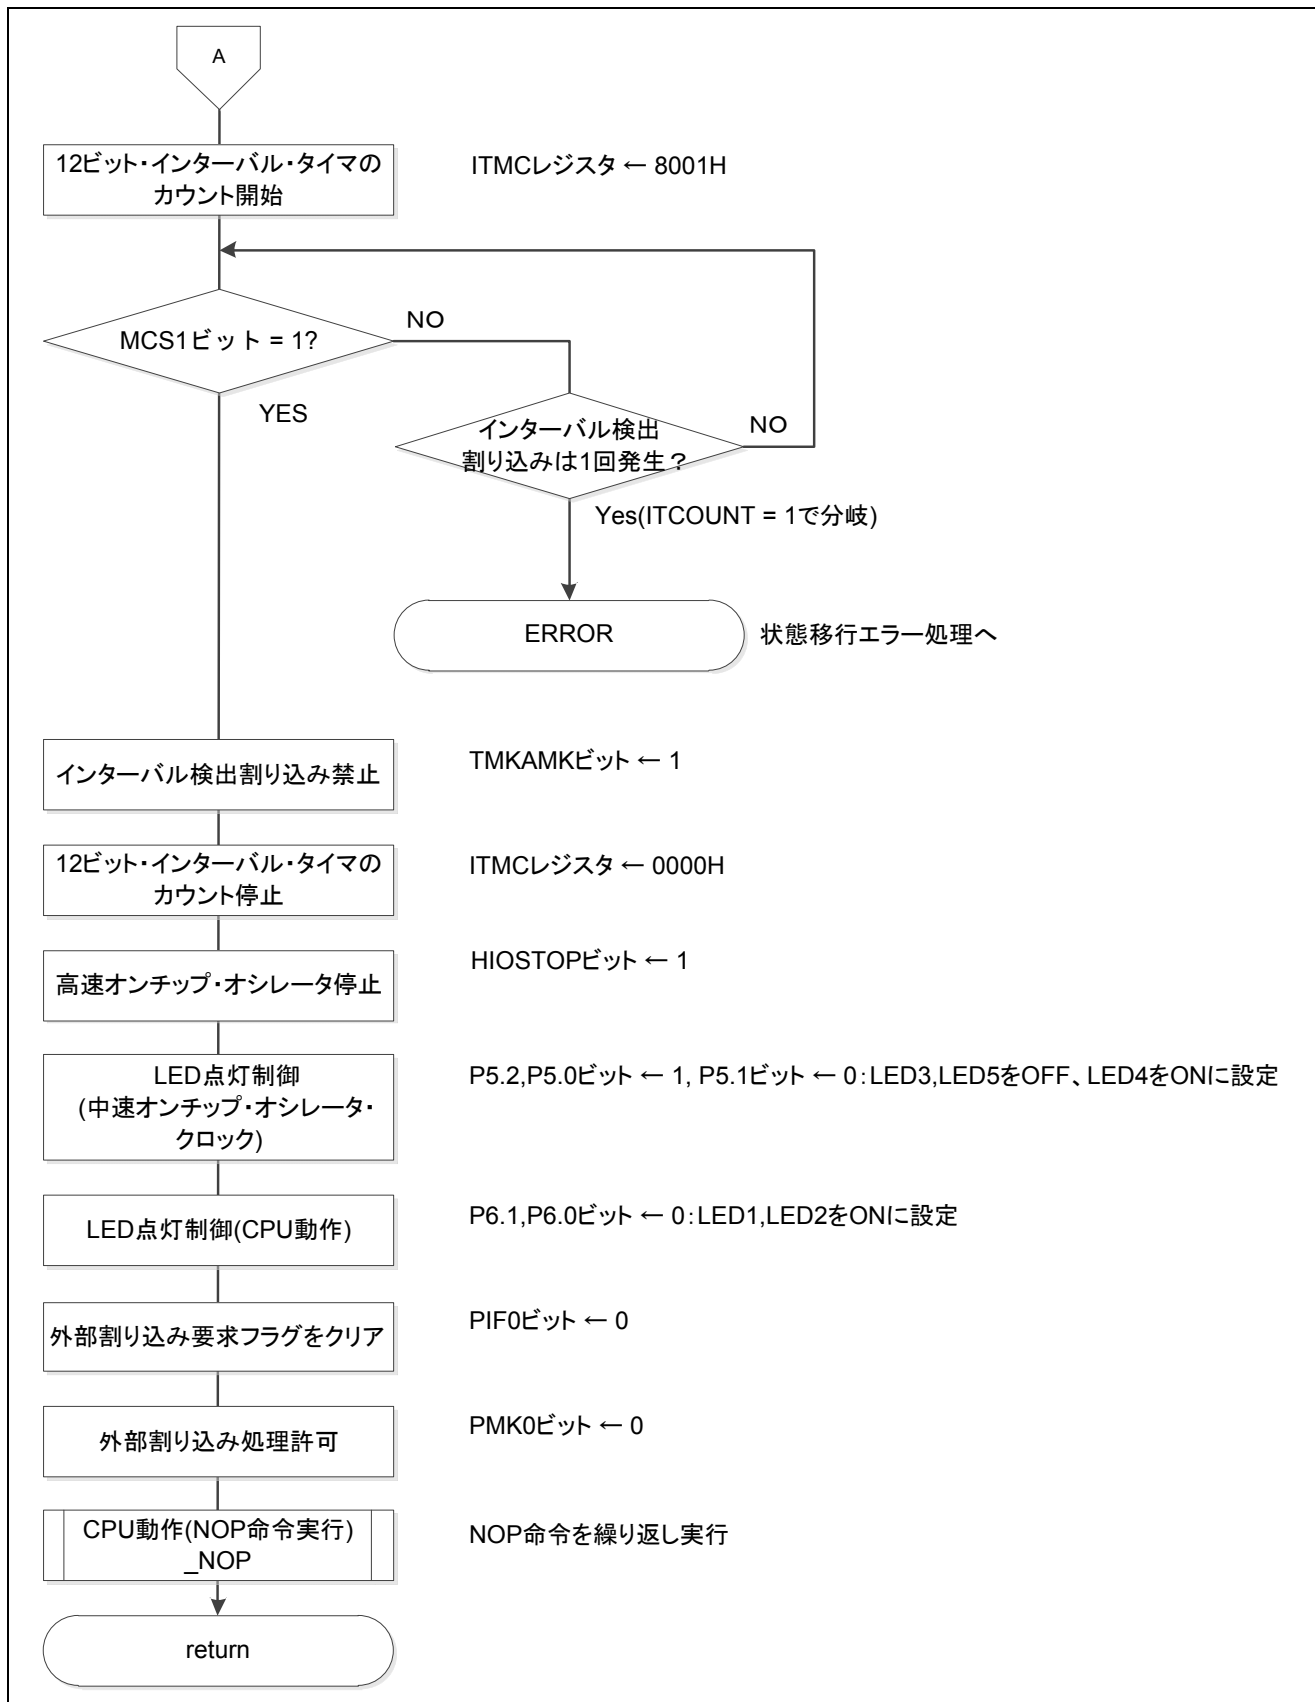 A
12ビット・インターバル・タイマの
カウント開始
ITMCレジスタ ← 8001H
MCS1ビット = 1?
NO
YES
インターバル検出
割り込みは1回発生？
NO
Yes(ITCOUNT = 1で分岐)
ERROR
状態移行エラー処理へ
インターバル検出割り込み禁止
TMKAMKビット ← 1
12ビット・インターバル・タイマの
カウント停止
ITMCレジスタ ← 0000H
高速オンチップ・オシレータ停止
HIOSTOPビット ← 1
LED点灯制御
(中速オンチップ・オシレータ・
クロック)
P5.2,P5.0ビット ← 1, P5.1ビット ← 0：LED3,LED5をOFF、LED4をONに設定
LED点灯制御(CPU動作)
P6.1,P6.0ビット ← 0：LED1,LED2をONに設定
外部割り込み要求フラグをクリア
PIF0ビット ← 0
外部割り込み処理許可
PMK0ビット ← 0
CPU動作(NOP命令実行)
_NOP
NOP命令を繰り返し実行
return